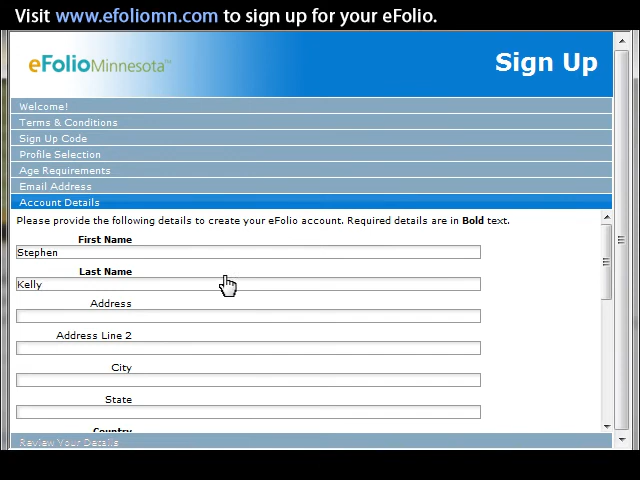 Visit www.efoliomn.com to sign up for your eFolio.
eFolioMinnesota™
Sign Up
Welcome!
Terms & Conditions
Sign Up Code
Profile Selection
Age Requirements
Email Address
Account Details
Please provide the following details to create your eFolio account. Required details are in Bold text.
First Name
Stephen
Last Name
Kelly
Address
Address Line 2
City
State
Country
Review Your Details